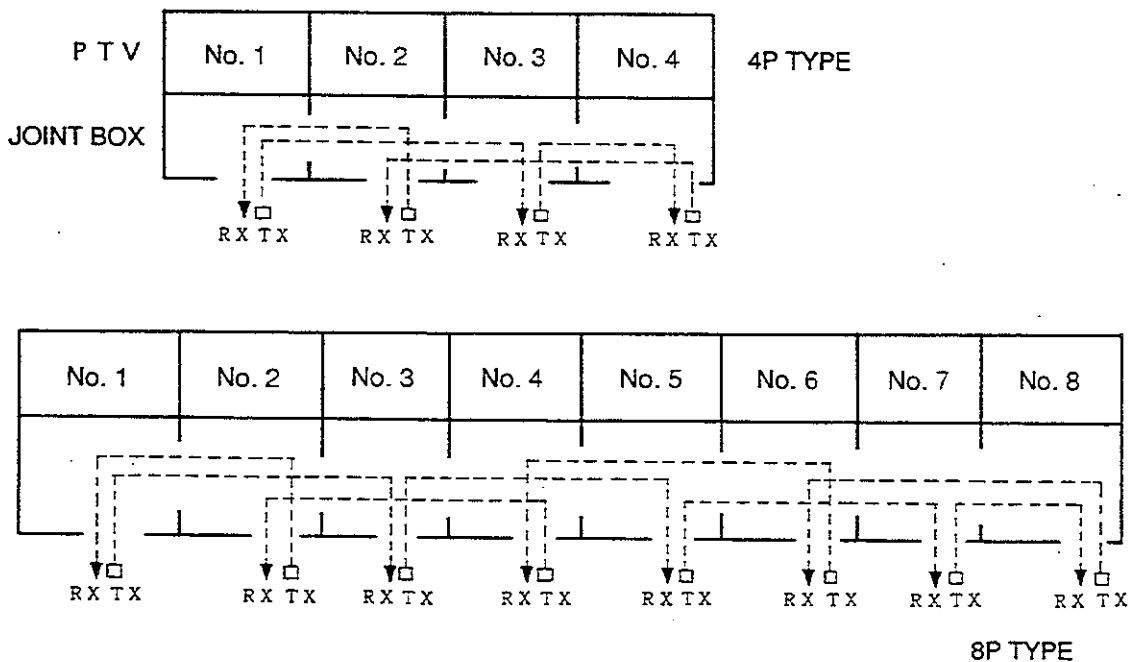 P T V No. 1 No. 2 No. 3 No. 4 4P TYPE
JOINT BOX
RX TX RX TX RX TX RX TX
No. 1 No. 2 No. 3 No. 4 No. 5 No. 6 No. 7 No. 8
RX TX RX TX RX TX RX TX RX TX RX TX RX TX RX TX
8P TYPE